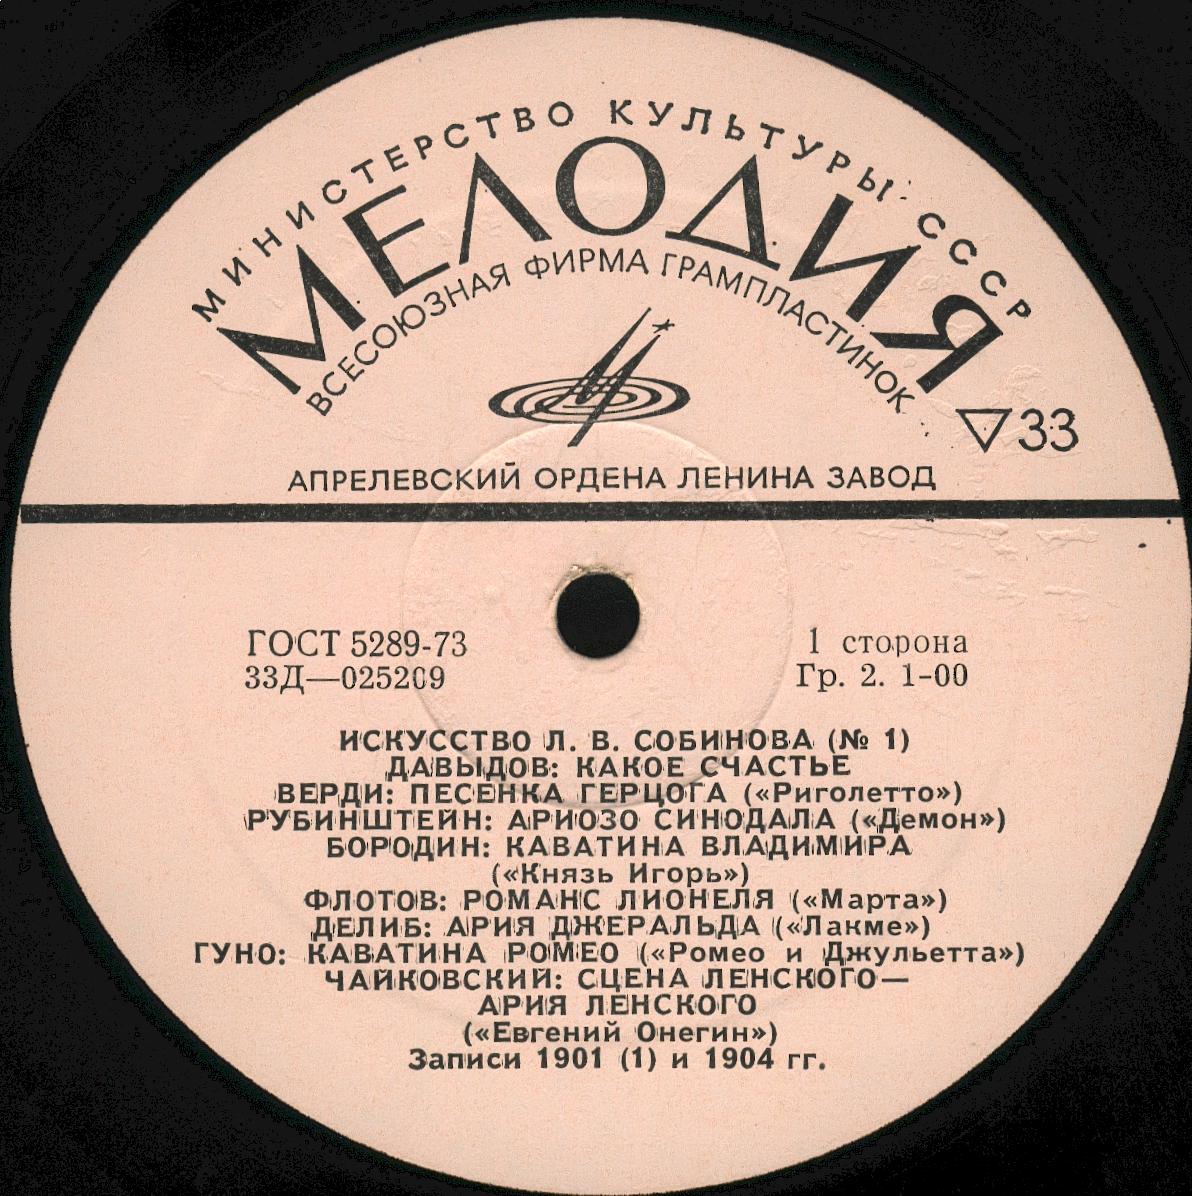 МИНИСТЕРСТВО КУЛЬТУРЫ СССР
МЕЛОДИЯ
ВСЕСОЮЗНАЯ ФИРМА ГРАМПЛАСТИНОК
33
АПРЕЛЕВСКИЙ ОРДЕНА ЛЕНИНА ЗАВОД
ГОСТ 5289-73
33Д—025209
1 сторона
Гр. 2. 1-00
ИСКУССТВО Л. В. СОБИНОВА (№ 1)
ДАВЫДОВ: КАКОЕ СЧАСТЬЕ
ВЕРДИ: ПЕСЕНКА ГЕРЦОГА («Риголетто»)
РУБИНШТЕЙН: АРИОЗО СИНОДАЛА («Демон»)
БОРОДИН: КАВАТИНА ВЛАДИМИРА
(«Князь Игорь»)
ФЛОТОВ: РОМАНС ЛИОНЕЛЯ («Марта»)
ДЕЛИБ: АРИЯ ДЖЕРАЛЬДА («Лакме»)
ГУНО: КАВАТИНА РОМЕО («Ромео и Джульетта»)
ЧАЙКОВСКИЙ: СЦЕНА ЛЕНСКОГО—
АРИЯ ЛЕНСКОГО
(«Евгений Онегин»)
Записи 1901 (1) и 1904 гг.